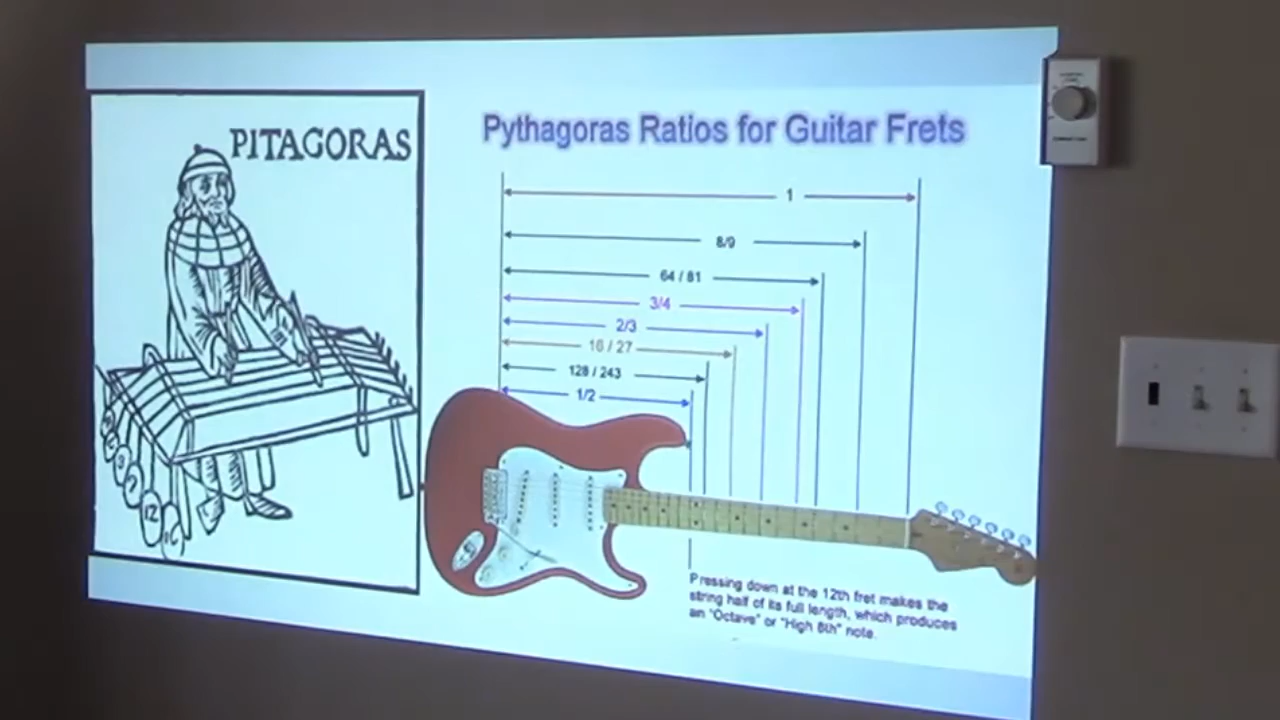 PITAGORAS
Pythagoras Ratios for Guitar Frets
1
8/9
64 / 81
3/4
2/3
16 / 27
128 / 243
1/2
Pressing down at the 12th fret makes the
string half of its full length, which produces
an "Octave" or "High 8th" note.